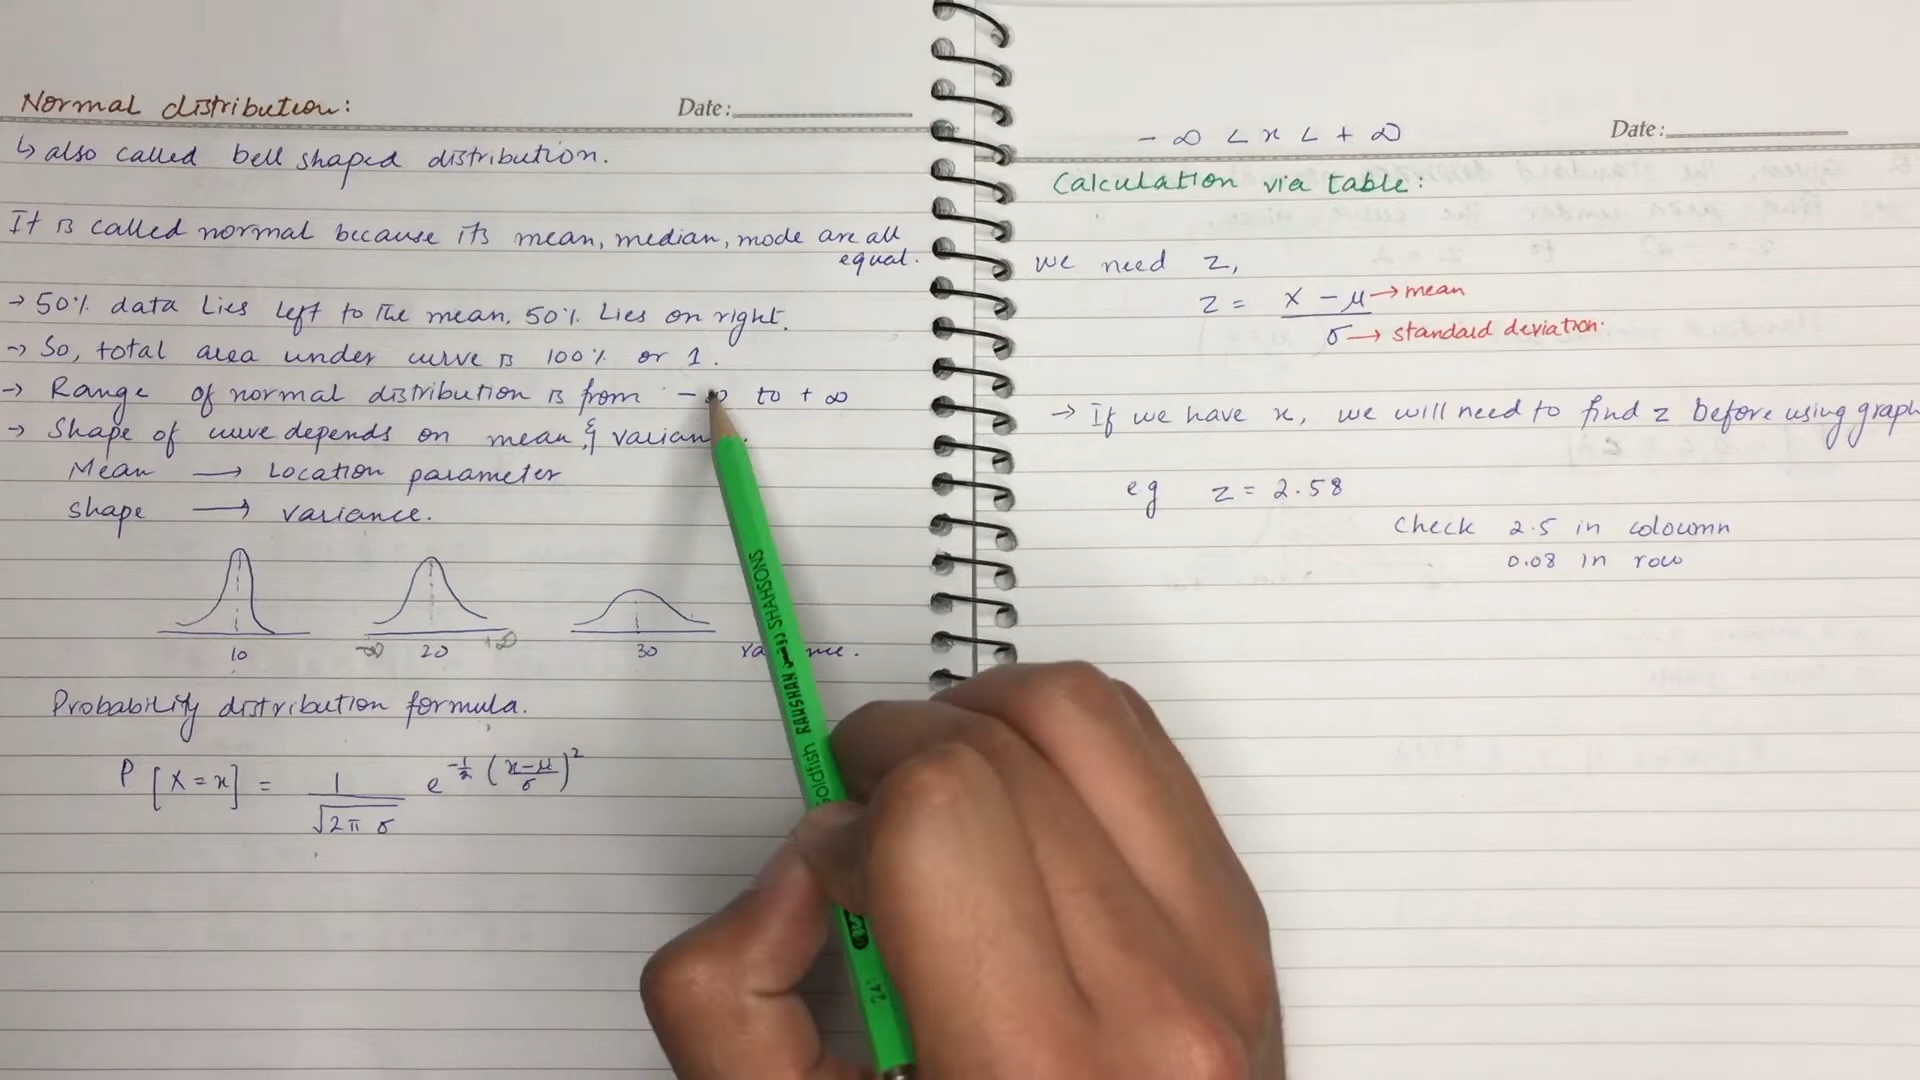 Normal distribution:
Date:
↳ also called bell shaped distribution.
It is called normal because its mean, median, mode are all
equal.
→ 50% data lies left to the mean, 50% lies on right.
→ So, total area under curve is 100% or 1.
→ Range of normal distribution is from -∞ to +∞
→ Shape of curve depends on mean & varian
Mean → Location parameter
shape → variance.
10 -∞ 20 +∞ 30
Probability distribution formula.
P [X = x] = 1/√2π σ e^-1/2 (x-μ/σ)^2
-∞ < x < +∞
Date:
Calculation via table:
we need z,
z = x - μ → mean
σ → standard deviation.
→ If we have x, we will need to find z before using graph
eg z = 2.58
Check 2.5 in coloumn
0.08 in row
Goldfish RAUSHAN SHAHSONS